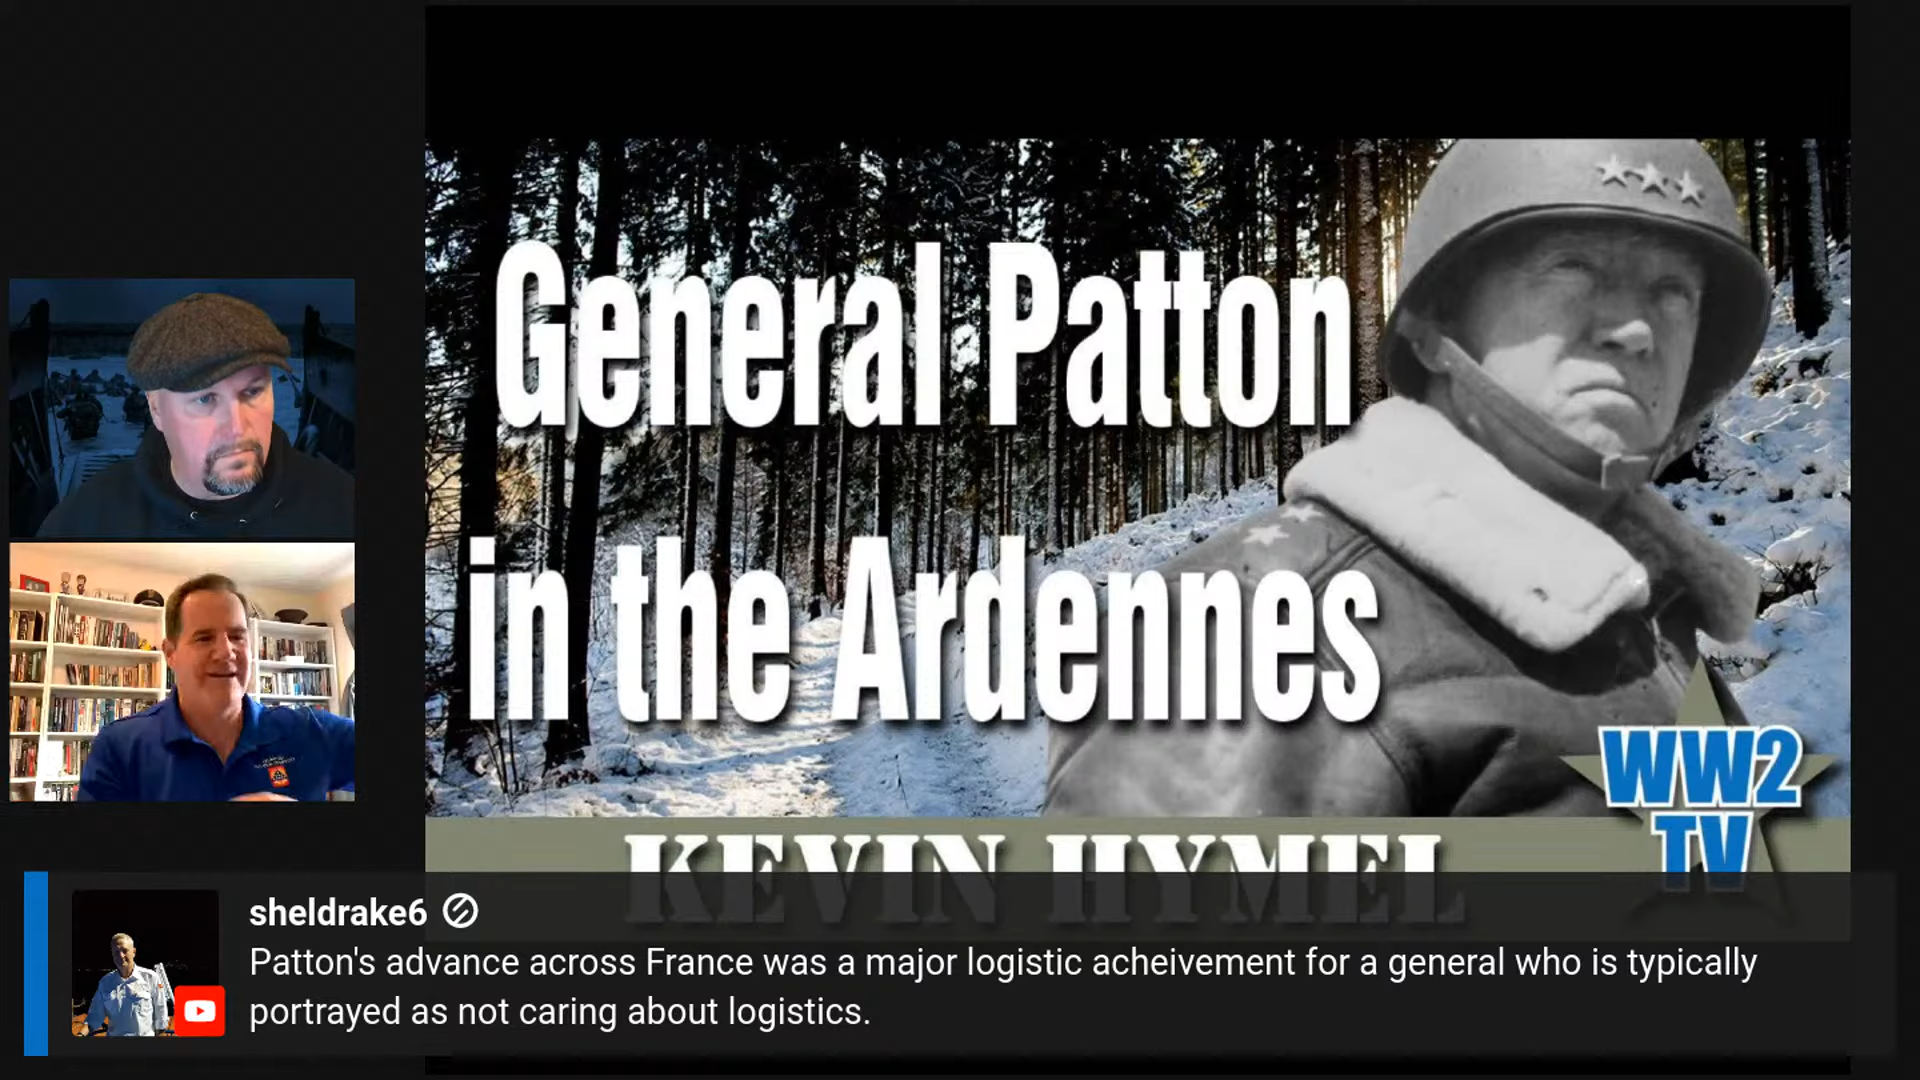 General Patton
in the Ardennes
WW2
TV
KEVIN HYMEL
sheldrake6
Patton's advance across France was a major logistic acheivement for a general who is typically
portrayed as not caring about logistics.